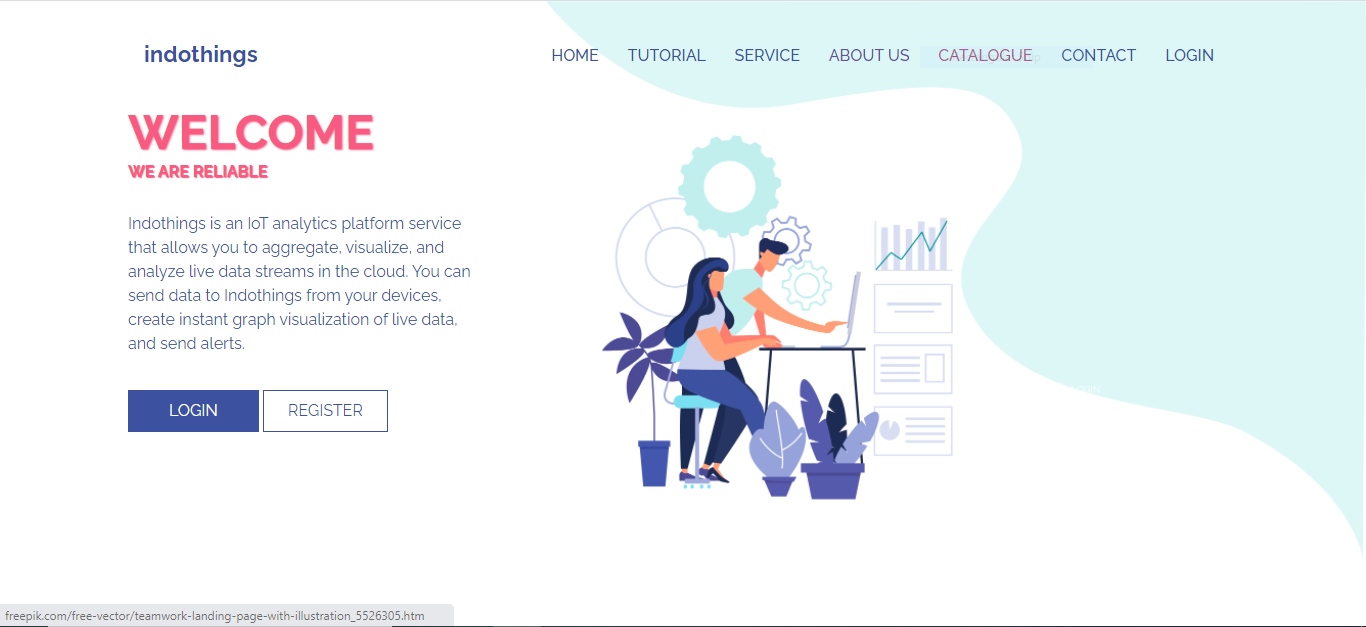 indothings
HOME TUTORIAL SERVICE ABOUT US CATALOGUE CONTACT LOGIN
WELCOME
WE ARE RELIABLE
Indothings is an IoT analytics platform service
that allows you to aggregate, visualize, and
analyze live data streams in the cloud. You can
send data to Indothings from your devices,
create instant graph visualization of live data,
and send alerts.
LOGIN REGISTER
freepik.com/free-vector/teamwork-landing-page-with-illustration_5526305.htm